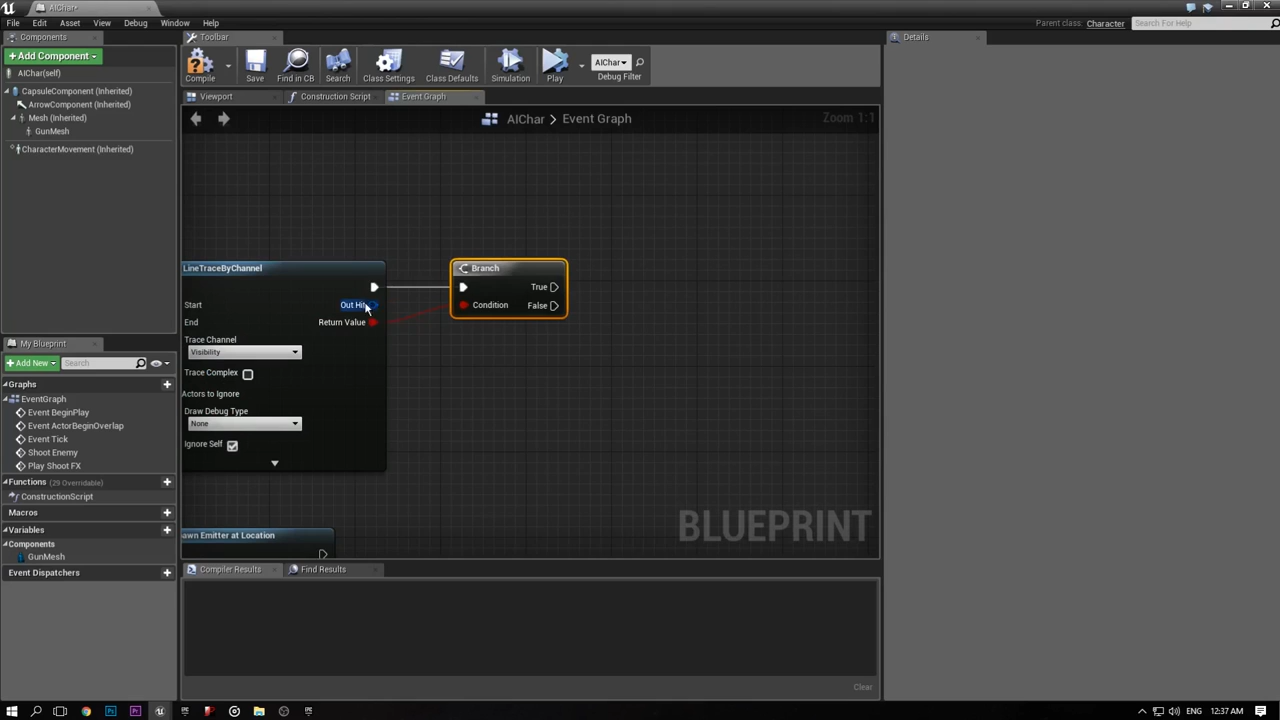 AIChar*
File Edit Asset View Debug Window Help
Parent class: Character
Search For Help
Components
Toolbar
Details
+Add Component
Compile
Save
Find in CB
Search
Class Settings
Class Defaults
Simulation
Play
AIChar
Debug Filter
AIChar(self)
CapsuleComponent (Inherited)
ArrowComponent (Inherited)
Mesh (Inherited)
GunMesh
CharacterMovement (Inherited)
Viewport
Construction Script
Event Graph
AIChar > Event Graph
Zoom 1:1
LineTraceByChannel
Start
End
Out Hit
Return Value
Trace Channel
Visibility
Trace Complex
Actors to Ignore
Draw Debug Type
None
Ignore Self
Branch
Condition
True
False
awn Emitter at Location
BLUEPRINT
My Blueprint
+Add New
Search
Graphs
EventGraph
Event BeginPlay
Event ActorBeginOverlap
Event Tick
Shoot Enemy
Play Shoot FX
Functions (29 Overridable)
ConstructionScript
Macros
Variables
Components
GunMesh
Event Dispatchers
Compiler Results
Find Results
Clear
Ps
Pr
ENG
12:37 AM